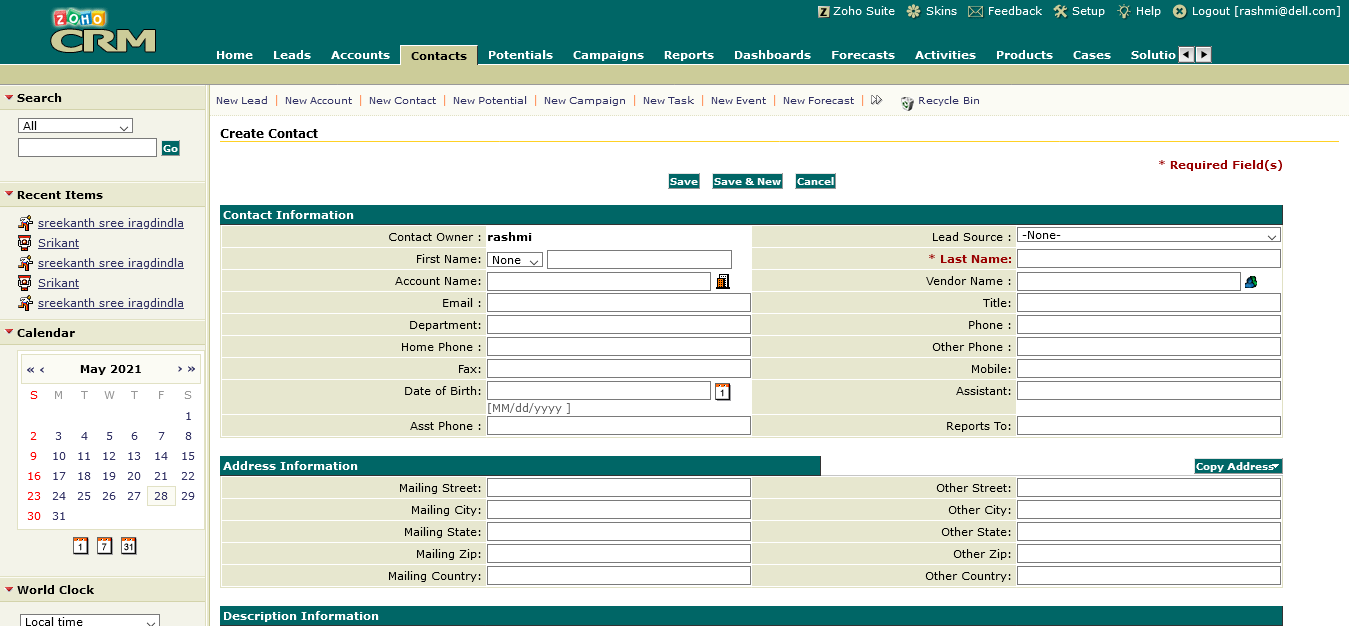 ZOHO
CRM
Zoho Suite Skins Feedback Setup Help Logout [rashmi@dell.com]
Home Leads Accounts Contacts Potentials Campaigns Reports Dashboards Forecasts Activities Products Cases Solutio
Search
All
Go
Recent Items
sreekanth sree iragdindla
Srikant
sreekanth sree iragdindla
Srikant
sreekanth sree iragdindla
Calendar
« ‹ May 2021 › »
S M T W T F S
1
2 3 4 5 6 7 8
9 10 11 12 13 14 15
16 17 18 19 20 21 22
23 24 25 26 27 28 29
30 31
1 7 31
World Clock
Local time
New Lead | New Account | New Contact | New Potential | New Campaign | New Task | New Event | New Forecast | Recycle Bin
Create Contact
* Required Field(s)
Save Save & New Cancel
Contact Information
Contact Owner : rashmi Lead Source : -None-
First Name: None * Last Name:
Account Name: Vendor Name :
Email : Title:
Department: Phone :
Home Phone : Other Phone :
Fax: Mobile:
Date of Birth: 1 Assistant:
[MM/dd/yyyy ]
Asst Phone : Reports To:
Address Information Copy Address
Mailing Street: Other Street:
Mailing City: Other City:
Mailing State: Other State:
Mailing Zip: Other Zip:
Mailing Country: Other Country:
Description Information